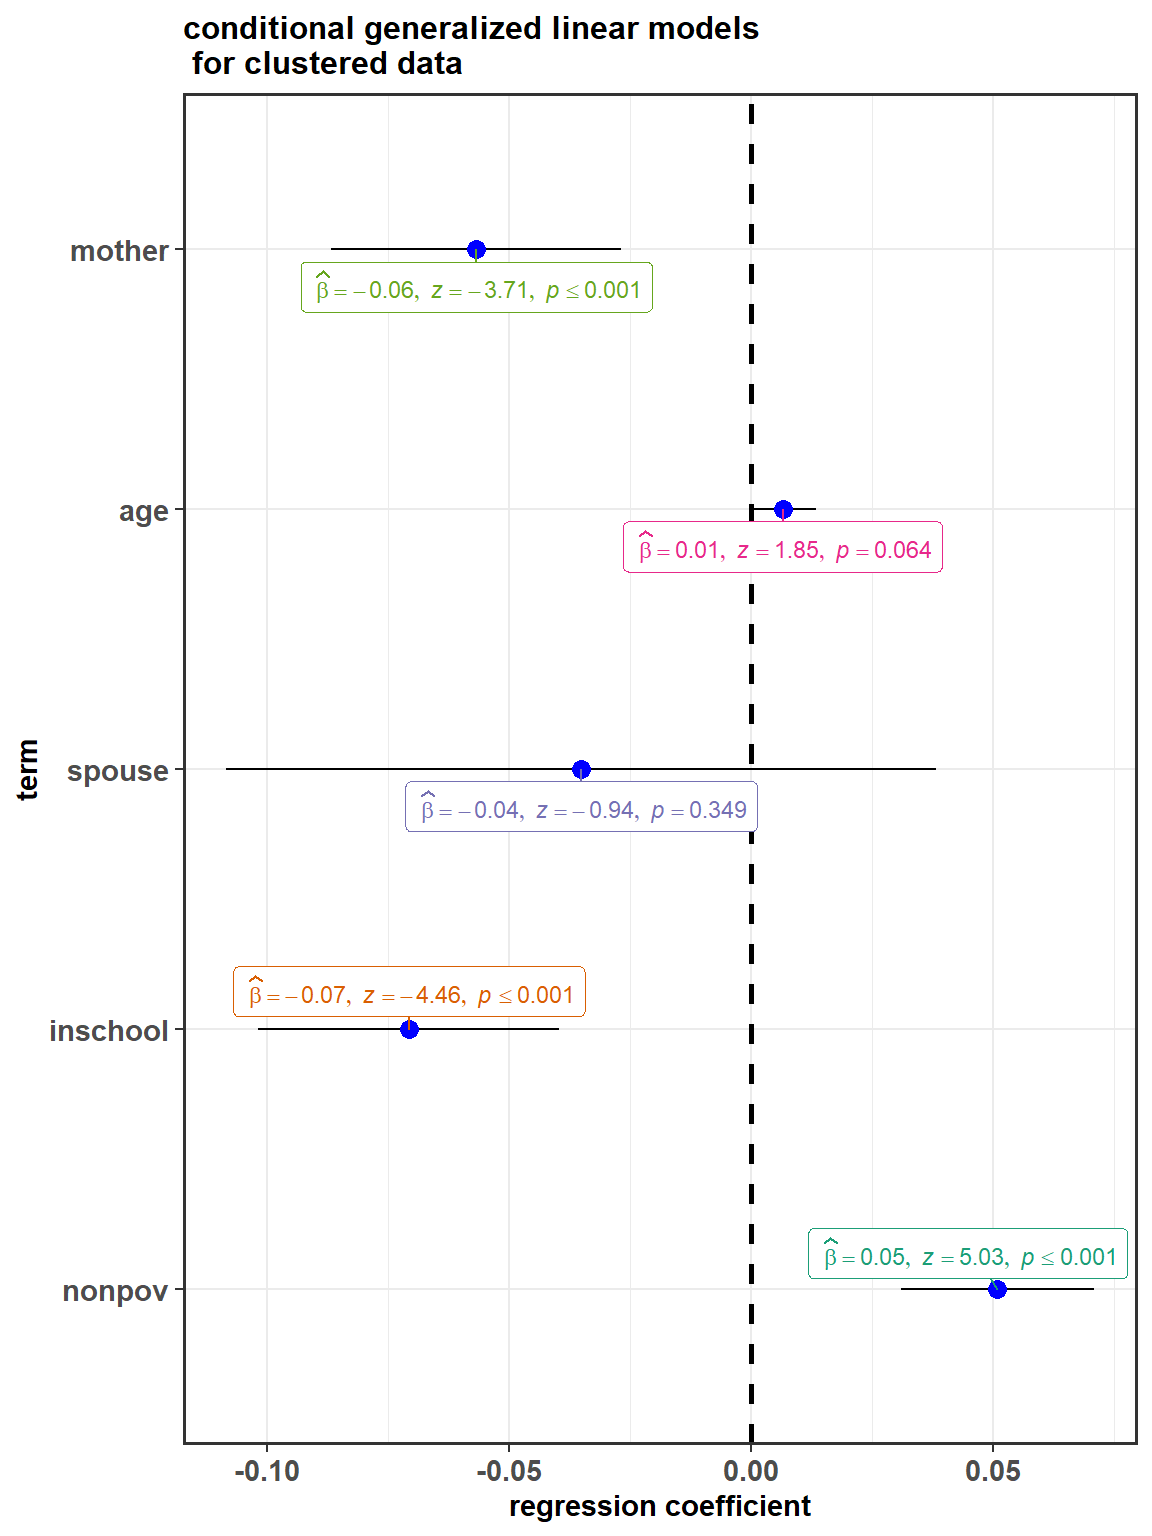 conditional generalized linear models
for clustered data
mother
β̂ = −0.06, z = −3.71, p ≤ 0.001
age
β̂ = 0.01, z = 1.85, p = 0.064
term
spouse
β̂ = −0.04, z = −0.94, p = 0.349
β̂ = −0.07, z = −4.46, p ≤ 0.001
inschool
β̂ = 0.05, z = 5.03, p ≤ 0.001
nonpov
-0.10 -0.05 0.00 0.05
regression coefficient